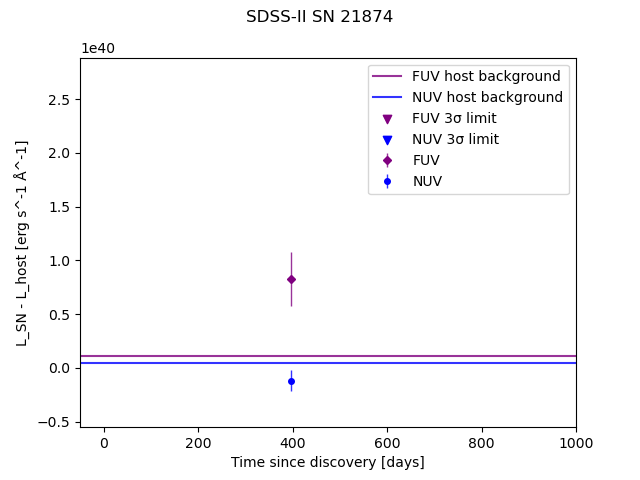 SDSS-II SN 21874
1e40
FUV host background
NUV host background
FUV 3σ limit
NUV 3σ limit
FUV
NUV
2.5
2.0
1.5
1.0
0.5
0.0
−0.5
L_SN - L_host [erg s^-1 Å^-1]
0 200 400 600 800 1000
Time since discovery [days]